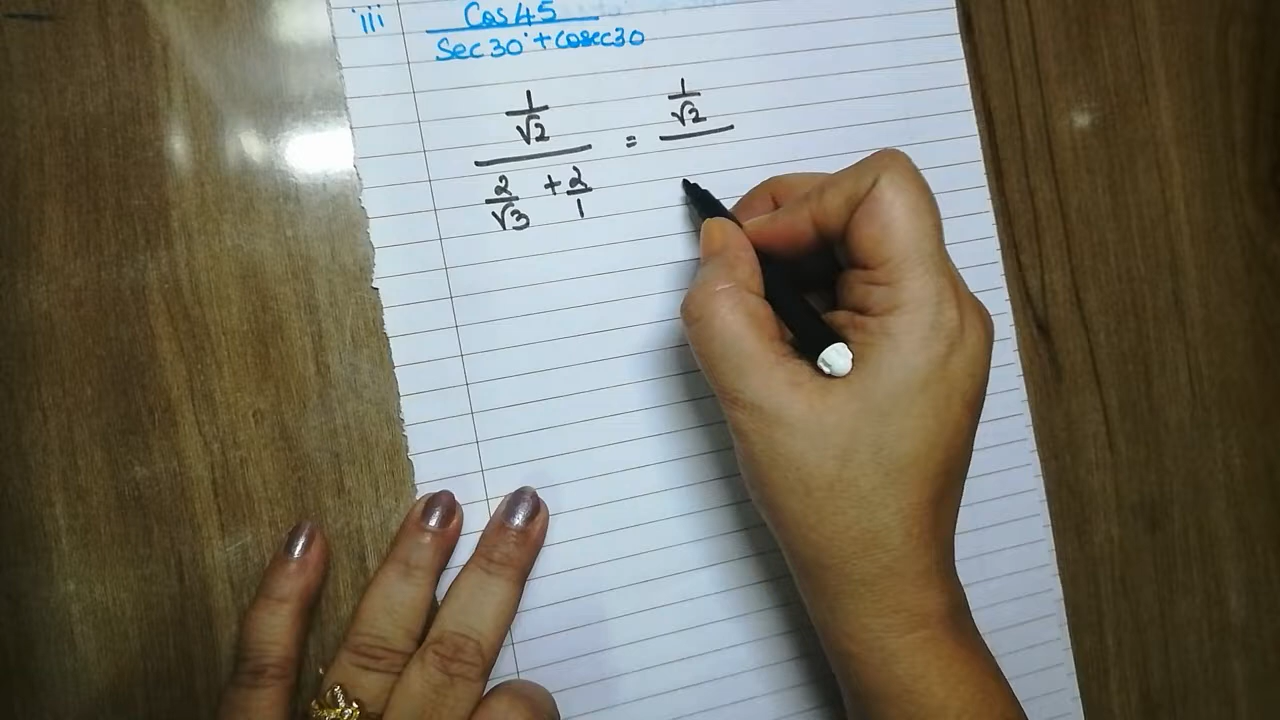 iii Cos 45
Sec 30° + cosec 30
1/√2 = 1/√2
2/√3 + 2/1